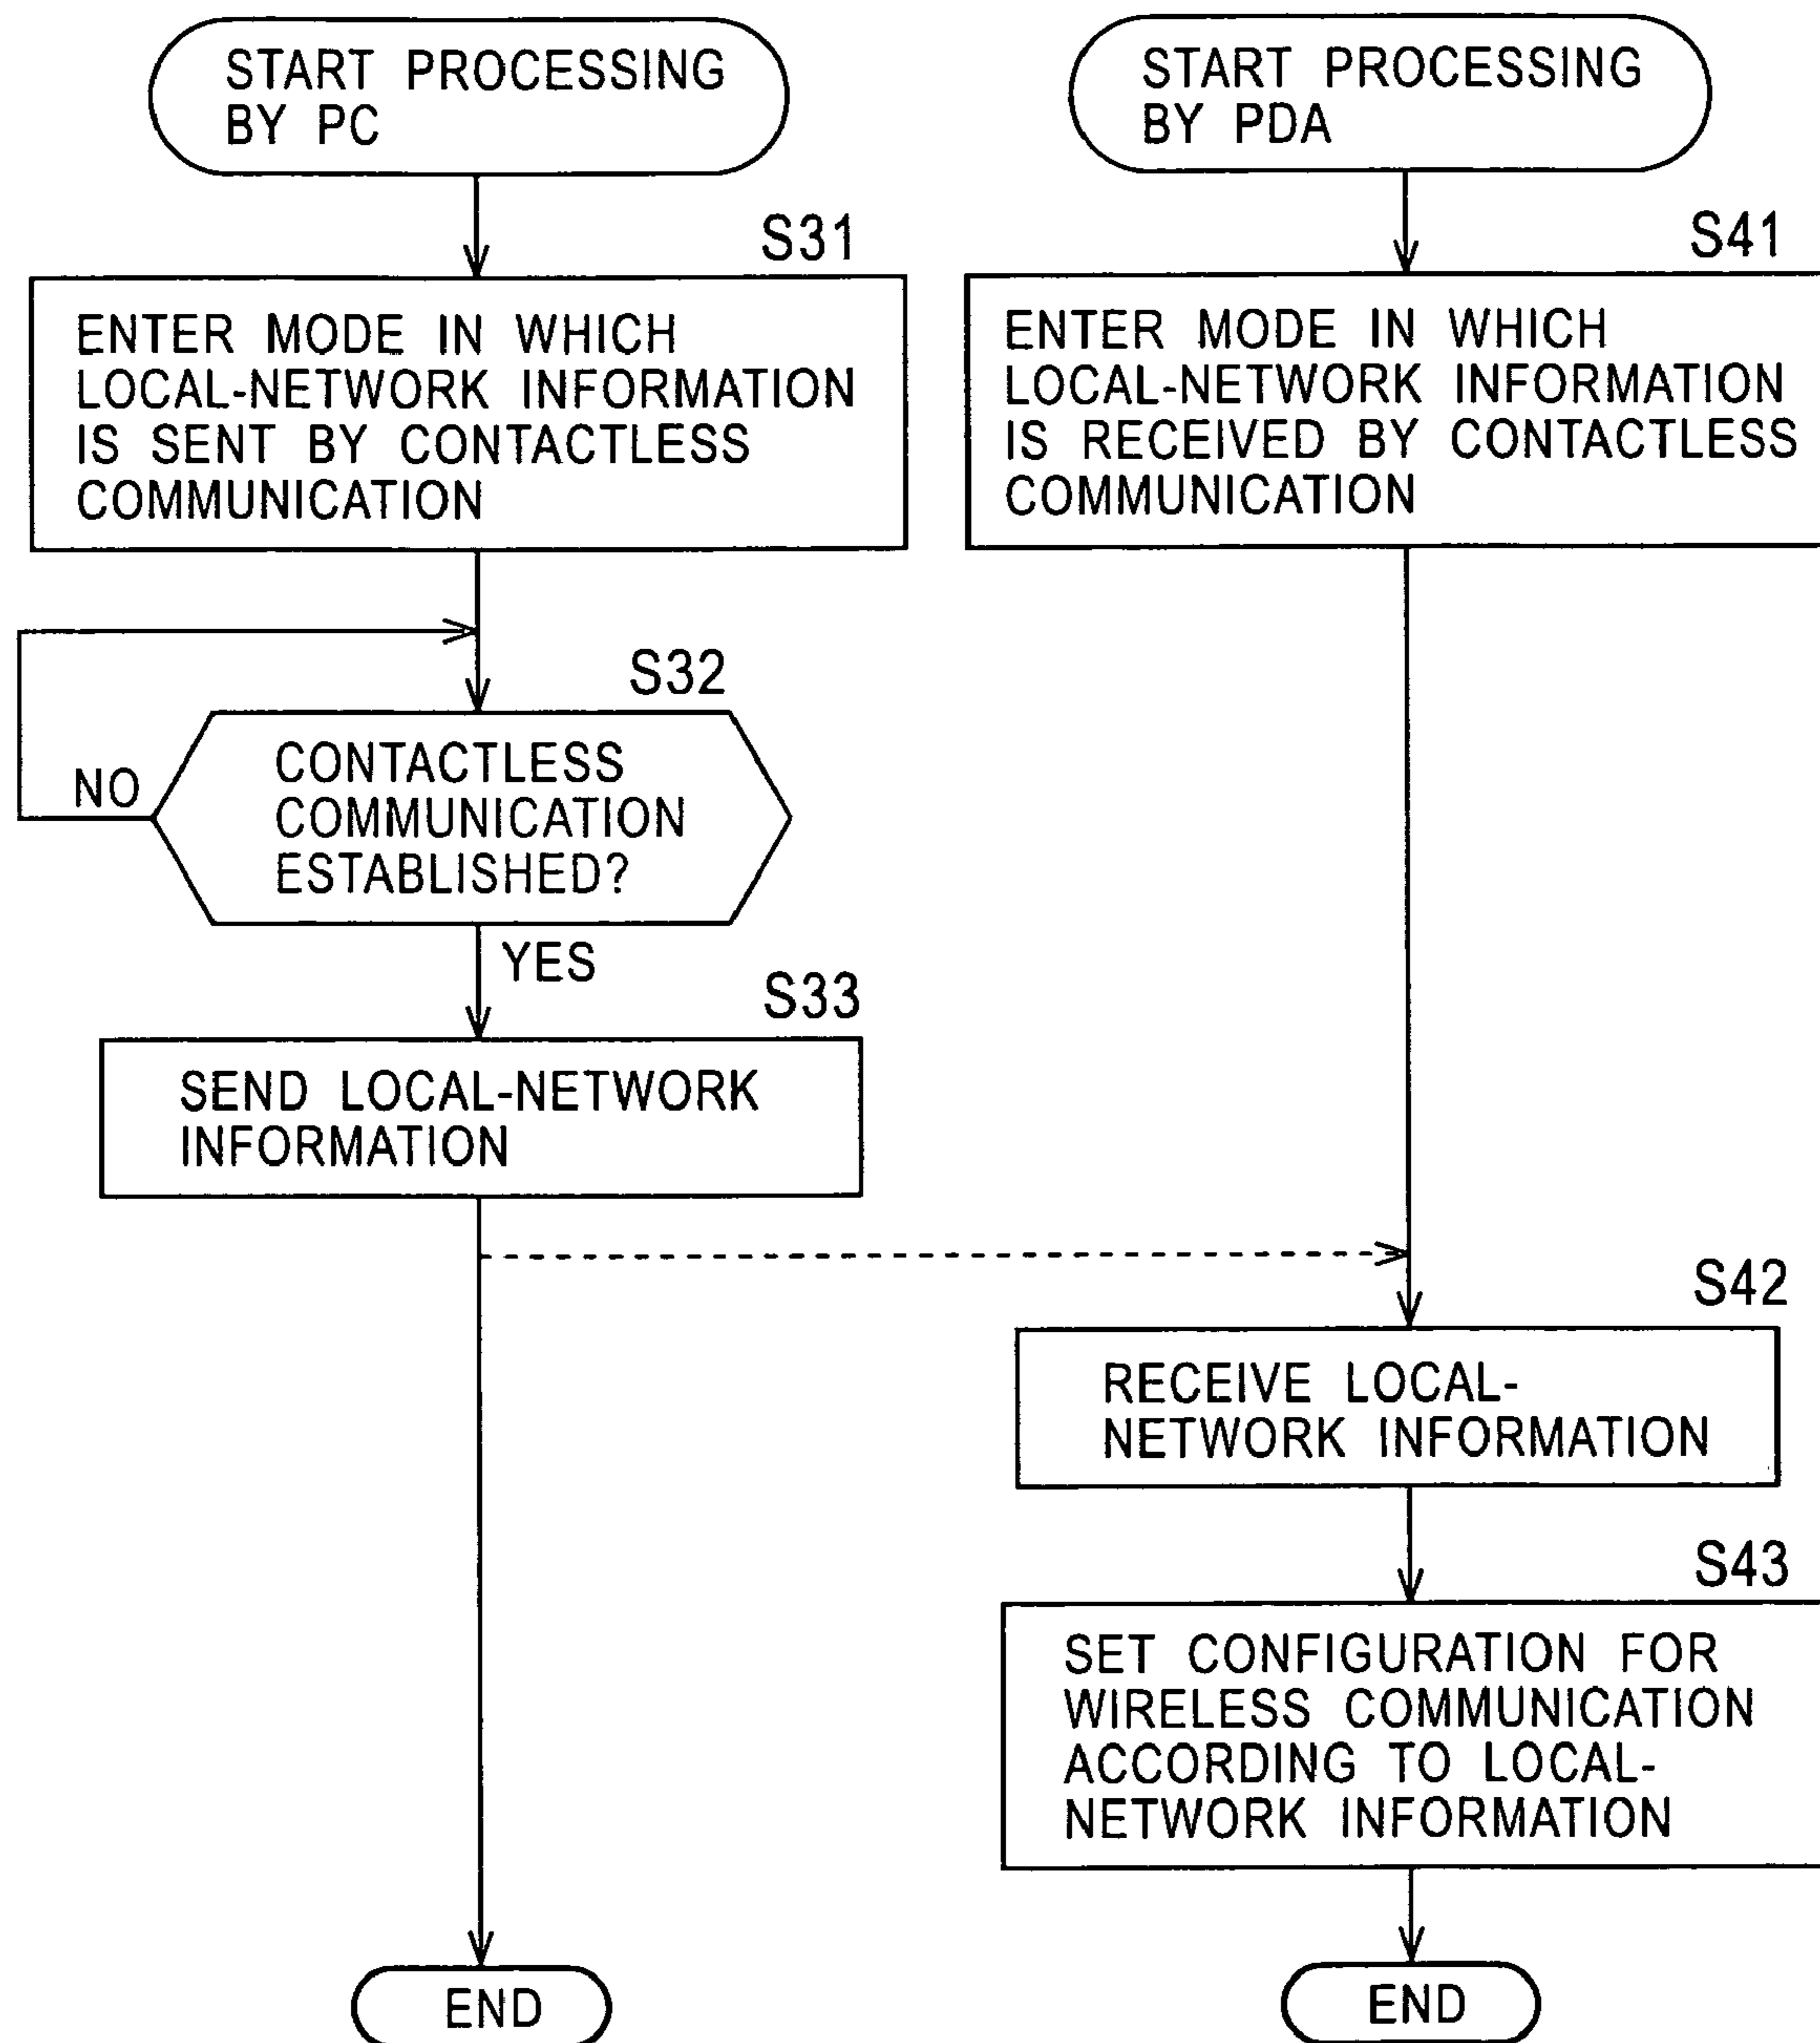 START PROCESSING
BY PC
S31
ENTER MODE IN WHICH
LOCAL-NETWORK INFORMATION
IS SENT BY CONTACTLESS
COMMUNICATION
S32
CONTACTLESS
COMMUNICATION
ESTABLISHED?
NO
YES
S33
SEND LOCAL-NETWORK
INFORMATION
END
START PROCESSING
BY PDA
S41
ENTER MODE IN WHICH
LOCAL-NETWORK INFORMATION
IS RECEIVED BY CONTACTLESS
COMMUNICATION
S42
RECEIVE LOCAL-
NETWORK INFORMATION
S43
SET CONFIGURATION FOR
WIRELESS COMMUNICATION
ACCORDING TO LOCAL-
NETWORK INFORMATION
END